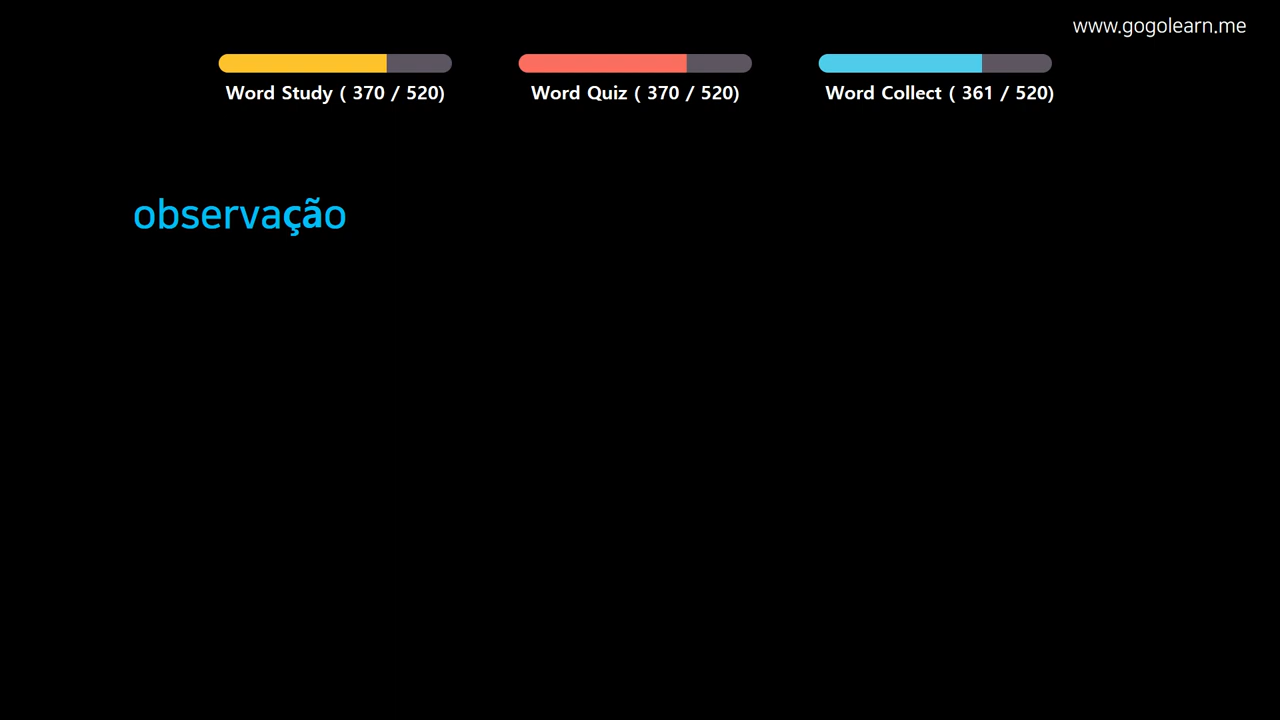 www.gogolearn.me
Word Study ( 370 / 520)
Word Quiz ( 370 / 520)
Word Collect ( 361 / 520)
observação